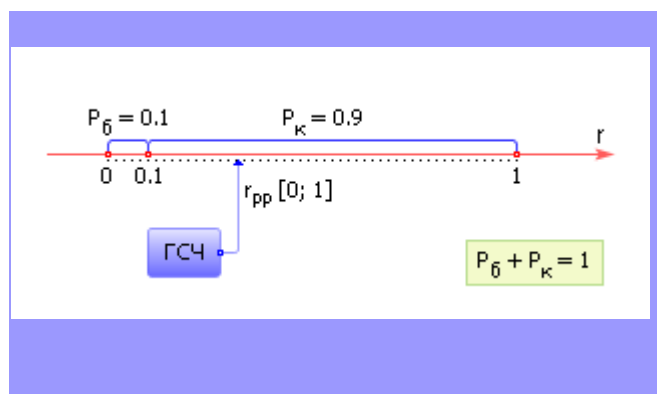 Pб = 0.1
Pк = 0.9
r
0
0.1
1
rрр [0; 1]
ГСЧ
Pб + Pк = 1